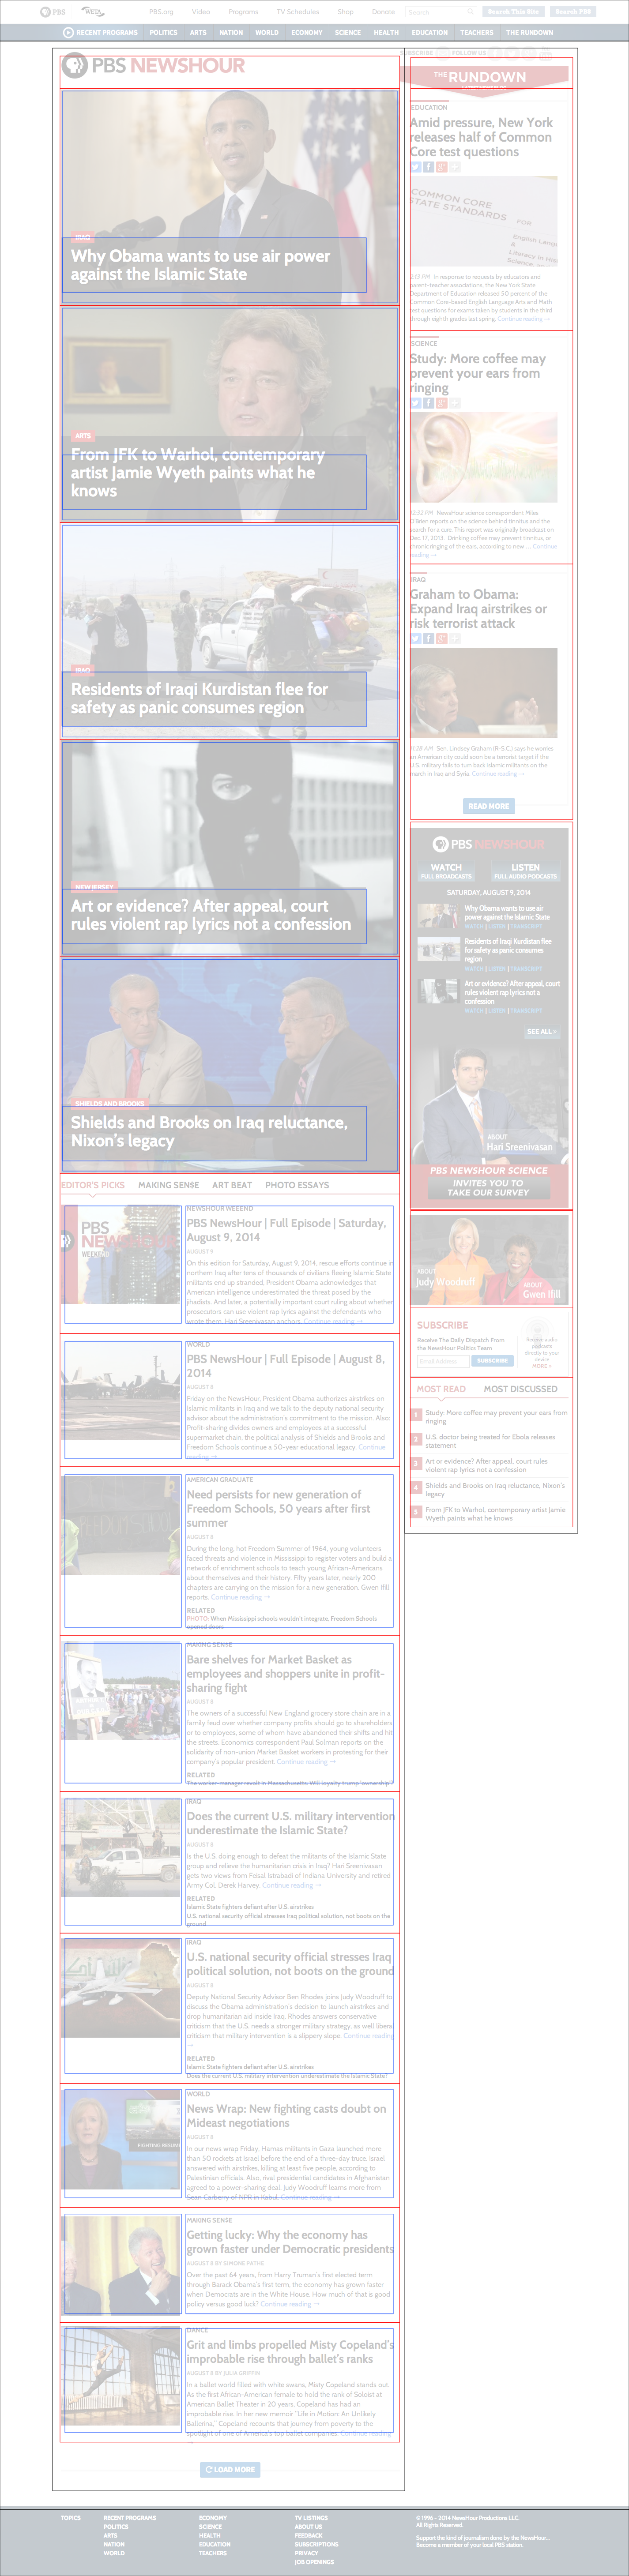 PBS WETA PBS.org Video Programs TV Schedules Shop Donate Search Search This Site Search PBS
RECENT PROGRAMS POLITICS ARTS NATION WORLD ECONOMY SCIENCE HEALTH EDUCATION TEACHERS THE RUNDOWN
PBS NEWSHOUR
IRAQ
Why Obama wants to use air power
against the Islamic State
ARTS
From JFK to Warhol, contemporary
artist Jamie Wyeth paints what he
knows
IRAQ
Residents of Iraqi Kurdistan flee for
safety as panic consumes region
NEW JERSEY
Art or evidence? After appeal, court
rules violent rap lyrics not a confession
SHIELDS AND BROOKS
Shields and Brooks on Iraq reluctance,
Nixon's legacy
EDITOR'S PICKS MAKING SENSE ART BEAT PHOTO ESSAYS
PBS
NEWSHOUR
WEEKEND
NEWSHOUR WEEKEND
PBS NewsHour | Full Episode | Saturday,
August 9, 2014
AUGUST 9
On this edition for Saturday, August 9, 2014, rescue efforts continue in
northern Iraq after tens of thousands of civilians fleeing Islamic State
militants end up stranded, President Obama acknowledges that
American intelligence underestimated the threat posed by the
jihadists. And later, a potentially important court ruling about whether
prosecutors can use violent rap lyrics against the defendants who
wrote them. Hari Sreenivasan anchors. Continue reading →
WORLD
PBS NewsHour | Full Episode | August 8,
2014
AUGUST 8
Friday on the NewsHour, President Obama authorizes airstrikes on
Islamic militants in Iraq and we talk to the deputy national security
advisor about the administration's commitment to the mission. Also:
Profit-sharing divides owners and employees at a successful
supermarket chain, the political analysis of Shields and Brooks and
Freedom Schools continue a 50-year educational legacy. Continue
reading →
AMERICAN GRADUATE
Need persists for new generation of
Freedom Schools, 50 years after first
summer
AUGUST 8
During the long, hot Freedom Summer of 1964, young volunteers
faced threats and violence in Mississippi to register voters and build a
network of enrichment schools to teach young African-Americans
about themselves and their history. Fifty years later, nearly 200
chapters are carrying on the mission for a new generation. Gwen Ifill
reports. Continue reading →
RELATED
PHOTO: When Mississippi schools wouldn't integrate, Freedom Schools
opened doors
MAKING SENSE
Bare shelves for Market Basket as
employees and shoppers unite in profit-
sharing fight
AUGUST 8
The owners of a successful New England grocery store chain are in a
family feud over whether company profits should go to shareholders
or to employees, some of whom have abandoned their shifts and hit
the streets. Economics correspondent Paul Solman reports on the
solidarity of non-union Market Basket workers in protesting for their
company's popular president. Continue reading →
RELATED
The worker-manager revolt in Massachusetts: Will loyalty trump 'ownership'?
IRAQ
Does the current U.S. military intervention
underestimate the Islamic State?
AUGUST 8
Is the U.S. doing enough to defeat the militants of the Islamic State
group and relieve the humanitarian crisis in Iraq? Hari Sreenivasan
gets two views from Feisal Istrabadi of Indiana University and retired
Army Col. Derek Harvey. Continue reading →
RELATED
Islamic State fighters defiant after U.S. airstrikes
U.S. national security official stresses Iraq political solution, not boots on the
ground
IRAQ
U.S. national security official stresses Iraq
political solution, not boots on the ground
AUGUST 8
Deputy National Security Advisor Ben Rhodes joins Judy Woodruff to
discuss the Obama administration's decision to launch airstrikes and
drop humanitarian aid inside Iraq. Rhodes answers conservative
criticism that the U.S. needs a stronger military strategy, as well liberal
criticism that military intervention is a slippery slope. Continue reading
→
RELATED
Islamic State fighters defiant after U.S. airstrikes
Does the current U.S. military intervention underestimate the Islamic State?
WORLD
News Wrap: New fighting casts doubt on
Mideast negotiations
AUGUST 8
In our news wrap Friday, Hamas militants in Gaza launched more
than 50 rockets at Israel before the end of a three-day truce. Israel
answered with airstrikes, killing at least five people, according to
Palestinian officials. Also, rival presidential candidates in Afghanistan
agreed to a power-sharing deal. Judy Woodruff learns more from
Sean Carberry of NPR in Kabul. Continue reading →
MAKING SENSE
Getting lucky: Why the economy has
grown faster under Democratic presidents
AUGUST 8 BY SIMONE PATHE
Over the past 64 years, from Harry Truman's first elected term
through Barack Obama's first term, the economy has grown faster
when Democrats are in the White House. How much of that is good
policy versus good luck? Continue reading →
DANCE
Grit and limbs propelled Misty Copeland's
improbable rise through ballet's ranks
AUGUST 8 BY JULIA GRIFFIN
In a ballet world filled with white swans, Misty Copeland stands out.
As the first African-American female to hold the rank of Soloist at
American Ballet Theater in 20 years, Copeland has had an
improbable rise. In her new memoir "Life in Motion: An Unlikely
Ballerina," Copeland recounts that journey from poverty to the
spotlight of one of America's top ballet companies. Continue reading
LOAD MORE
SUBSCRIBE FOLLOW US
THE RUNDOWN
EDUCATION
Amid pressure, New York
releases half of Common
Core test questions
COMMON CORE
STATE STANDARDS
FOR
2:13 PM In response to requests by educators and
parent-teacher associations, the New York State
Department of Education released 50 percent of the
Common Core-based English Language Arts and Math
test questions for exams taken by students in the third
through eighth grades last spring. Continue reading →
SCIENCE
Study: More coffee may
prevent your ears from
ringing
12:32 PM NewsHour science correspondent Miles
O'Brien reports on the science behind tinnitus and the
search for a cure. This report was originally broadcast on
Dec. 17, 2013. Drinking coffee may prevent tinnitus, or
chronic ringing of the ears, according to new … Continue
reading →
IRAQ
Graham to Obama:
Expand Iraq airstrikes or
risk terrorist attack
11:28 AM Sen. Lindsey Graham (R-S.C.) says he worries
an American city could soon be a terrorist target if the
U.S. military fails to turn back Islamic militants on the
march in Iraq and Syria. Continue reading →
READ MORE
PBS NEWSHOUR
WATCH LISTEN
FULL BROADCASTS FULL AUDIO PODCASTS
SATURDAY, AUGUST 9, 2014
Why Obama wants to use air
power against the Islamic State
WATCH | LISTEN | TRANSCRIPT
Residents of Iraqi Kurdistan flee
for safety as panic consumes
region
WATCH | LISTEN | TRANSCRIPT
Art or evidence? After appeal, court
rules violent rap lyrics not a
confession
WATCH | LISTEN | TRANSCRIPT
SEE ALL >
ABOUT
Hari Sreenivasan
PBS NEWSHOUR SCIENCE
INVITES YOU TO
TAKE OUR SURVEY
ABOUT
Judy Woodruff
ABOUT
Gwen Ifill
SUBSCRIBE
Receive The Daily Dispatch From
the NewsHour Politics Team
Email Address SUBSCRIBE
Receive audio
podcasts
directly to your
device
MORE >
MOST READ MOST DISCUSSED
1 Study: More coffee may prevent your ears from
ringing
2 U.S. doctor being treated for Ebola releases
statement
3 Art or evidence? After appeal, court rules
violent rap lyrics not a confession
4 Shields and Brooks on Iraq reluctance, Nixon's
legacy
5 From JFK to Warhol, contemporary artist Jamie
Wyeth paints what he knows
TOPICS
RECENT PROGRAMS
POLITICS
ARTS
NATION
WORLD
ECONOMY
SCIENCE
HEALTH
EDUCATION
TEACHERS
TV LISTINGS
ABOUT US
FEEDBACK
SUBSCRIPTIONS
PRIVACY
JOB OPENINGS
© 1996 - 2014 NewsHour Productions LLC.
All Rights Reserved.
Support the kind of journalism done by the NewsHour...
Become a member of your local PBS station.